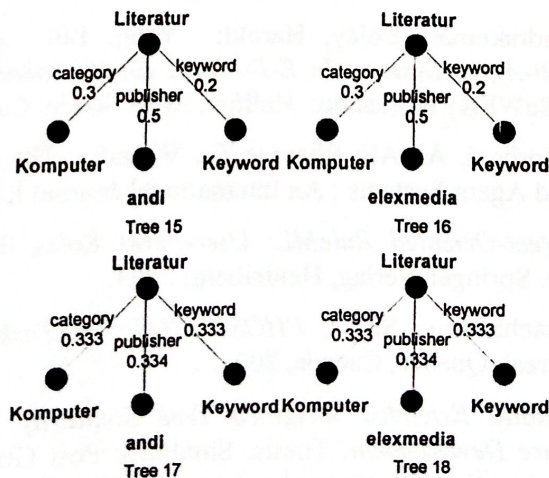 Literatur
category
0.3
keyword
0.2
publisher
0.5
Komputer
Keyword
andi
Tree 15
Literatur
category
0.3
keyword
0.2
publisher
0.5
Komputer
Keyword
elexmedia
Tree 16
Literatur
category
0.333
keyword
0.333
publisher
0.334
Komputer
Keyword
andi
Tree 17
Literatur
category
0.333
keyword
0.333
publisher
0.334
Komputer
Keyword
elexmedia
Tree 18